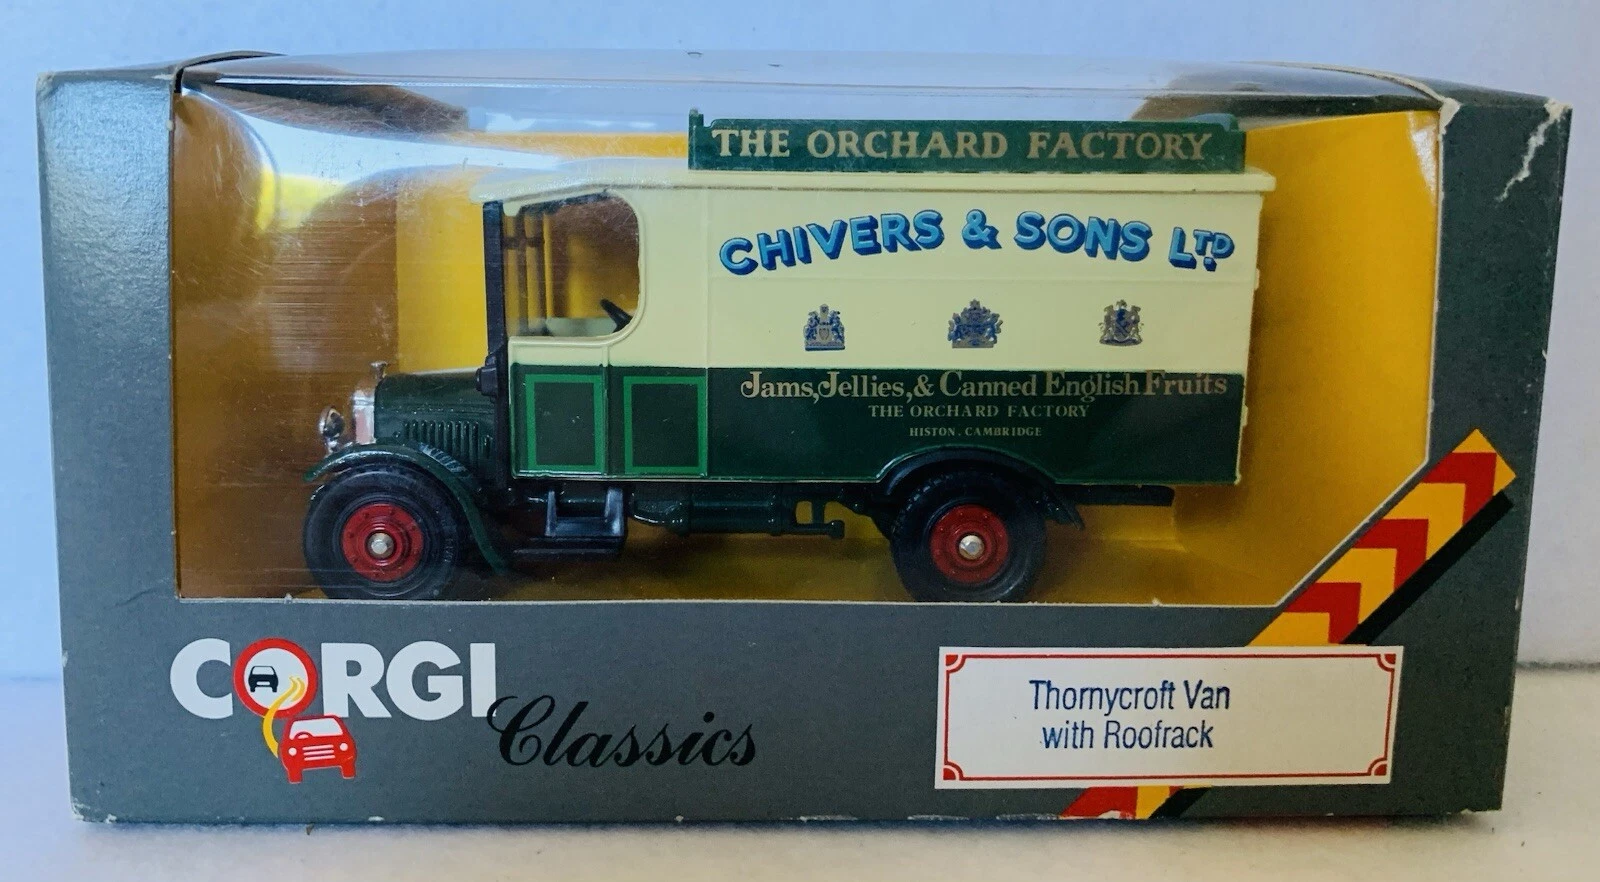 THE ORCHARD FACTORY
CHIVERS & SONS LTD
Jams, Jellies, & Canned English Fruits
THE ORCHARD FACTORY
HISTON. CAMBRIDGE
CORGI
Classics
Thornycroft Van
with Roofrack